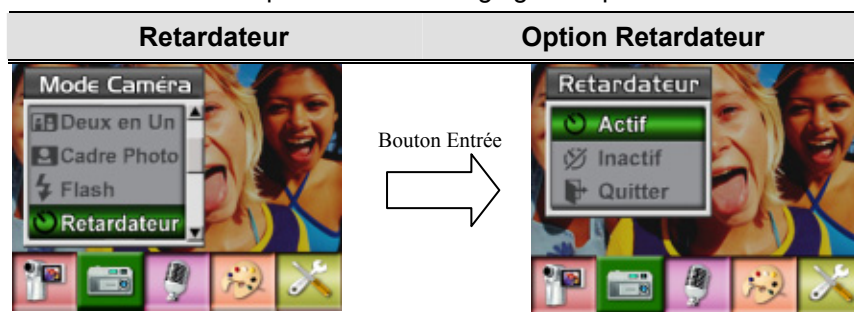 Retardateur
Option Retardateur
Mode Caméra
Deux en Un
Cadre Photo
Flash
Retardateur
Bouton Entrée
Retardateur
Actif
Inactif
Quitter